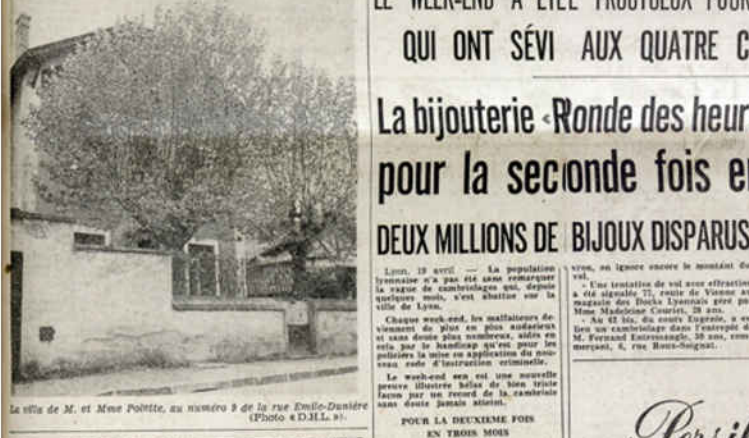 LE WEEK-END A ÉTÉ FRUCTUEUX POUR
QUI ONT SÉVI AUX QUATRE C
La bijouterie «Ronde des heur
pour la seconde fois e
DEUX MILLIONS DE BIJOUX DISPARUS
Lyon, 19 avril — La population
lyonnaise n'a pas été sans remarquer
la vague de cambriolages qui, depuis
quelques mois, s'est abattue sur la
ville de Lyon.
Chaque week-end, les malfaiteurs de-
viennent de plus en plus audacieux
et sans doute plus nombreux, aidés en
cela par le handicap qu'est pour les
policiers la mise en application du nou-
veau code d'instruction criminelle.
Le week-end sen est une nouvelle
preuve illustrée hélas de bien triste
façon par un record de la cambriole
sans doute jamais atteint.
POUR LA DEUXIEME FOIS
EN TROIS MOIS
vron, on ignore encore le montant du
vol.
- Une tentative de vol avec effraction
a été signalée 77, route de Vienne au
magasin des Docks Lyonnais géré pa
Mme Madeleine Couriet, 28 ans.
- Au 42 bis, du cours Eugénie, a eu
lieu un cambriolage dans l'entrepôt d
M. Fernand Entressangle, 50 ans, com
merçant, 6, rue Roux-Soignat.
la villa de M. et Mme Polette, au numéro 9 de la rue Emile-Dunière
(Photo « D.H.L. »).